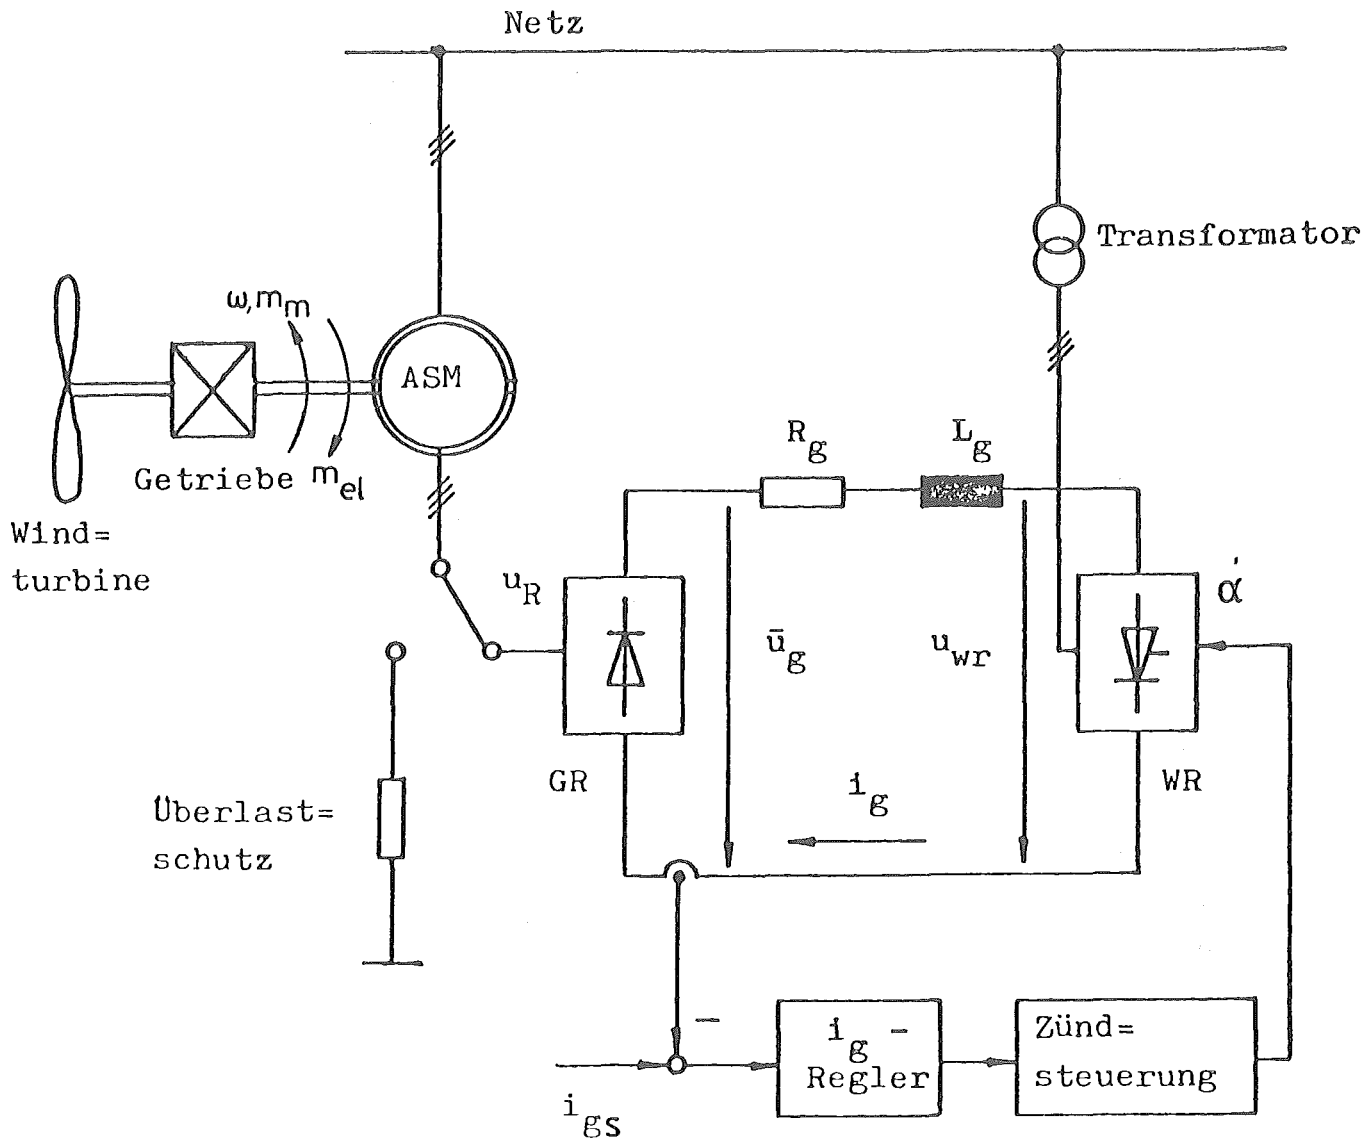 Netz
Transformator
ω,m_m
ASM
Getriebe
m_el
R_g
L_g
Wind=
turbine
u_R
ū_g
u_wr
α
GR
WR
i_g
Überlast=
schutz
−
i_g -
Regler
Zünd=
steuerung
i_gs